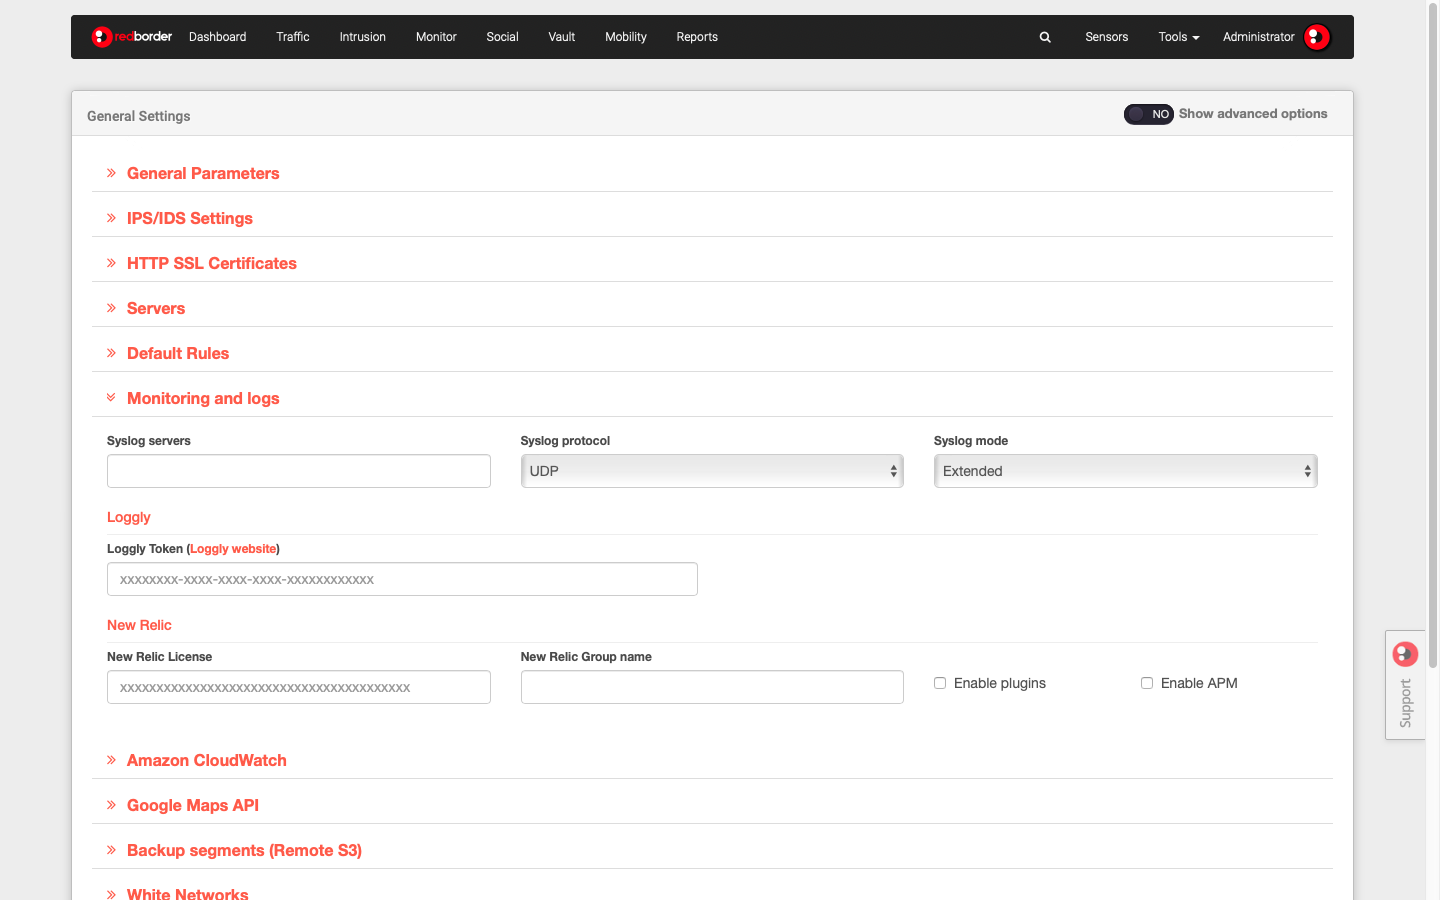 redborder Dashboard Traffic Intrusion Monitor Social Vault Mobility Reports Sensors Tools Administrator
General Settings NO Show advanced options
General Parameters
IPS/IDS Settings
HTTP SSL Certificates
Servers
Default Rules
Monitoring and logs
Syslog servers Syslog protocol Syslog mode
UDP Extended
Loggly
Loggly Token (Loggly website)
xxxxxxxx-xxxx-xxxx-xxxx-xxxxxxxxxxxx
New Relic
New Relic License New Relic Group name
xxxxxxxxxxxxxxxxxxxxxxxxxxxxxxxxxxxxxxxx Enable plugins Enable APM
Support
Amazon CloudWatch
Google Maps API
Backup segments (Remote S3)
White Networks